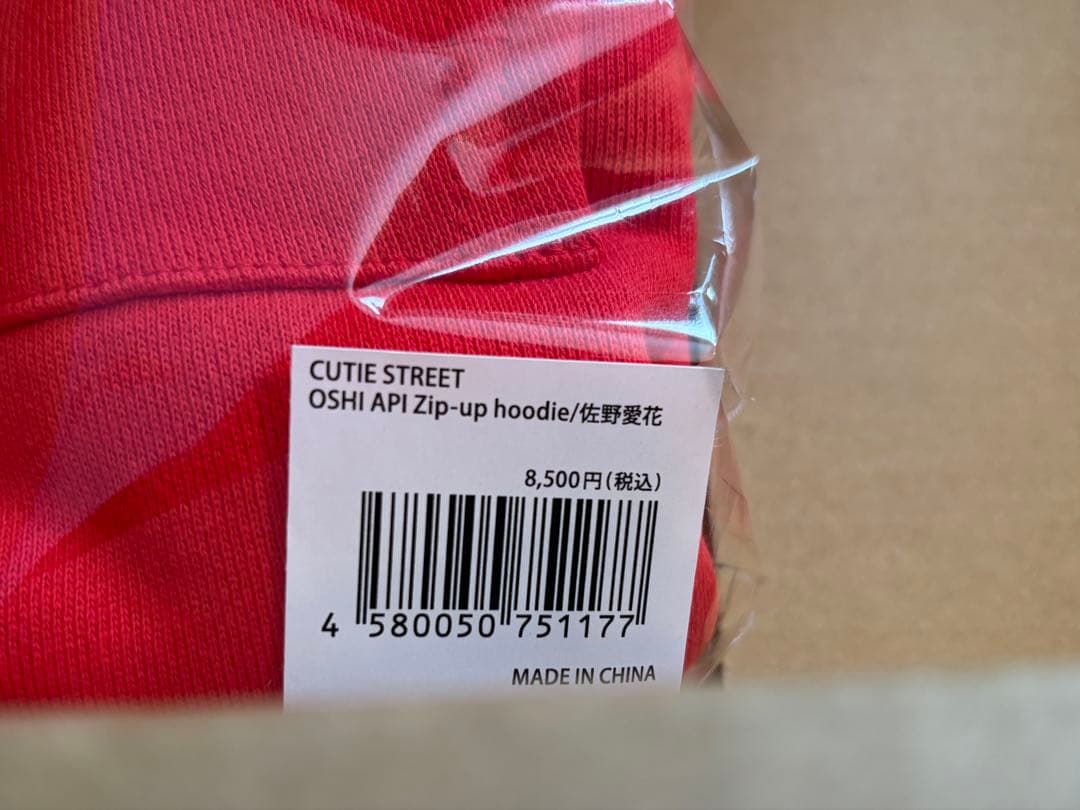 CUTIE STREET
OSHI API Zip-up hoodie/佐野愛花
8,500円(税込)
4 580050 751177
MADE IN CHINA